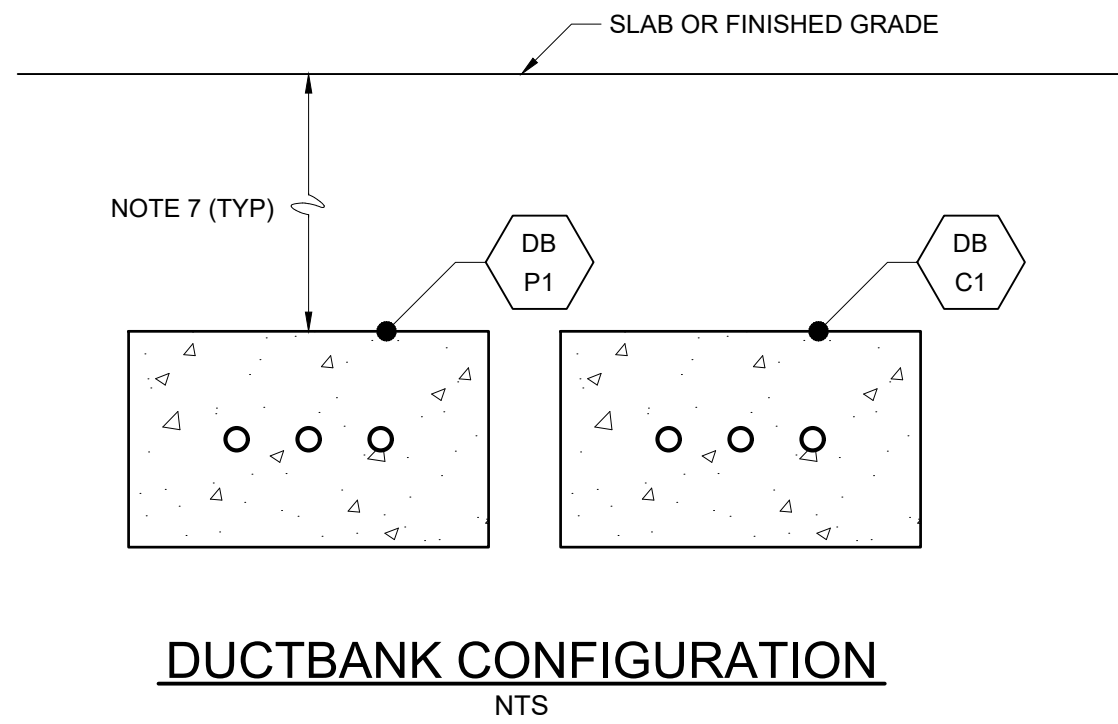 SLAB OR FINISHED GRADE
NOTE 7 (TYP)
DB
P1
DB
C1
DUCTBANK CONFIGURATION
NTS